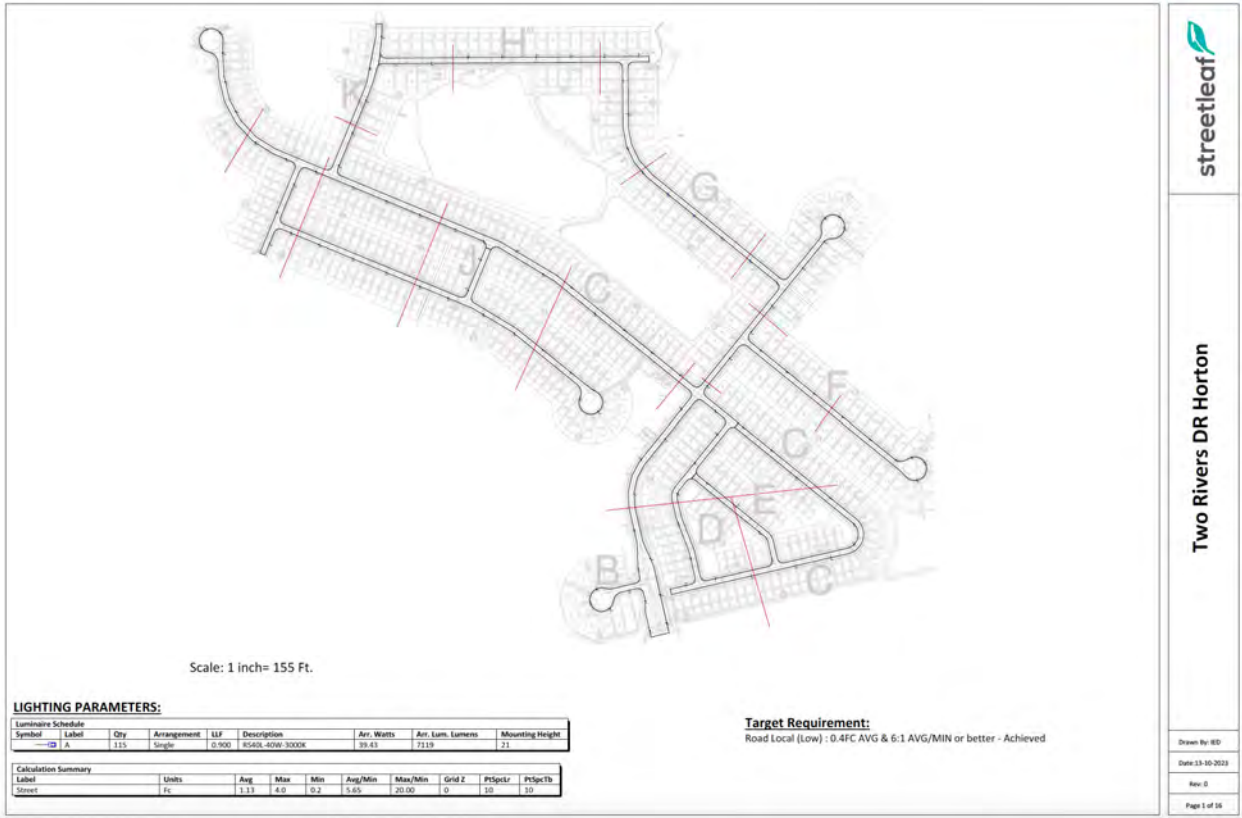 H
K
G
J
C
F
C
E
D
B
C
Scale: 1 inch= 155 Ft.
LIGHTING PARAMETERS:
Luminaire Schedule
Symbol Label Qty Arrangement LLF Description Arr. Watts Arr. Lum. Lumens Mounting Height
A 115 Single 0.900 RS40L-40W-3000K 39.43 7119 21
Calculation Summary
Label Units Avg Max Min Avg/Min Max/Min Grid Z PtSpcLr PtSpcTb
Street Fc 1.13 4.0 0.2 5.65 20.00 0 10 10
Target Requirement:
Road Local (Low) : 0.4FC AVG & 6:1 AVG/MIN or better - Achieved
streetleaf
Two Rivers DR Horton
Drawn By: IED
Date:13-10-2023
Rev: 0
Page 1 of 16